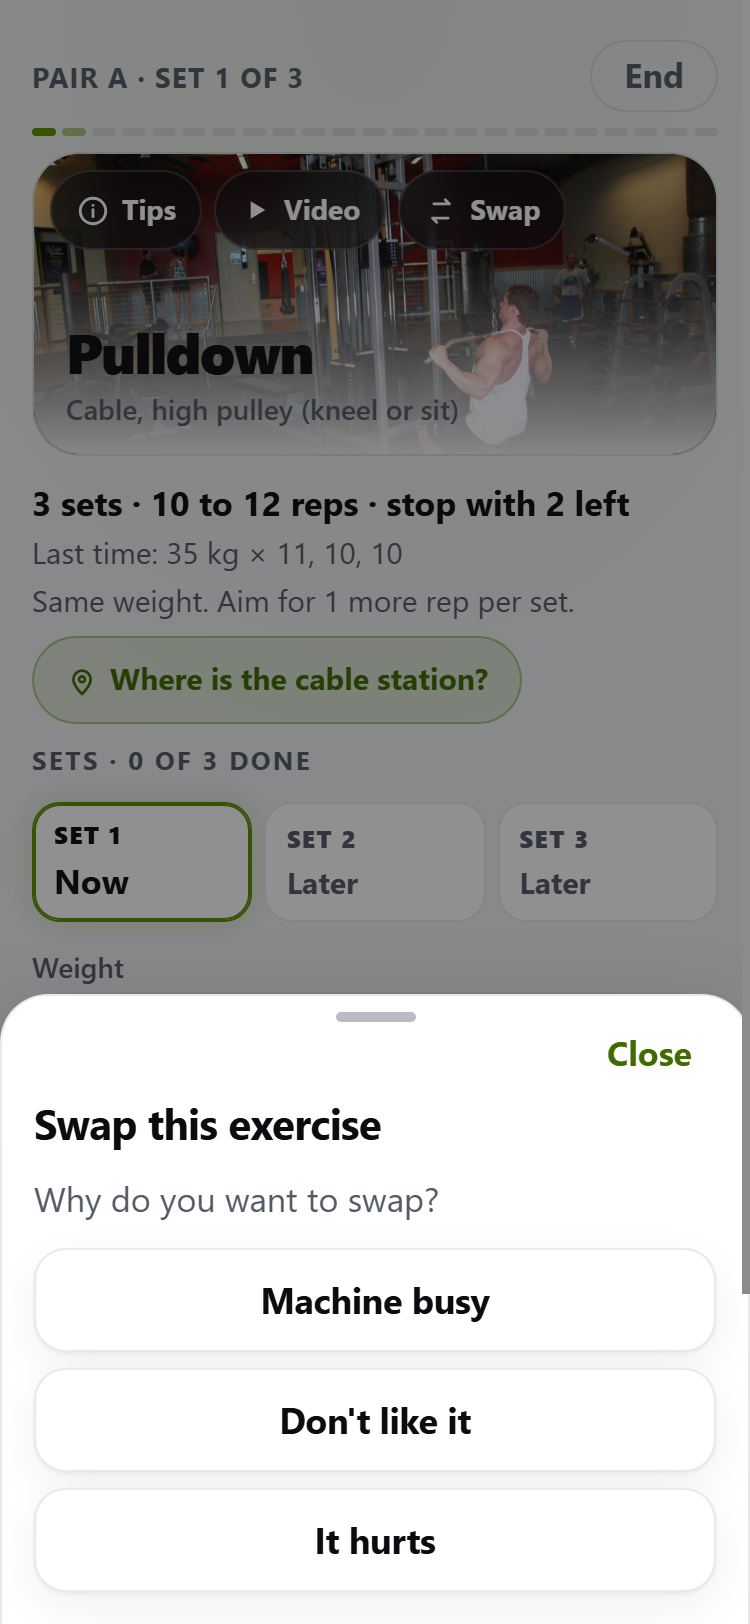 PAIR A · SET 1 OF 3
End
Tips
Video
Swap
Pulldown
Cable, high pulley (kneel or sit)
3 sets · 10 to 12 reps · stop with 2 left
Last time: 35 kg × 11, 10, 10
Same weight. Aim for 1 more rep per set.
Where is the cable station?
SETS · 0 OF 3 DONE
SET 1
Now
SET 2
Later
SET 3
Later
Weight
Close
Swap this exercise
Why do you want to swap?
Machine busy
Don't like it
It hurts